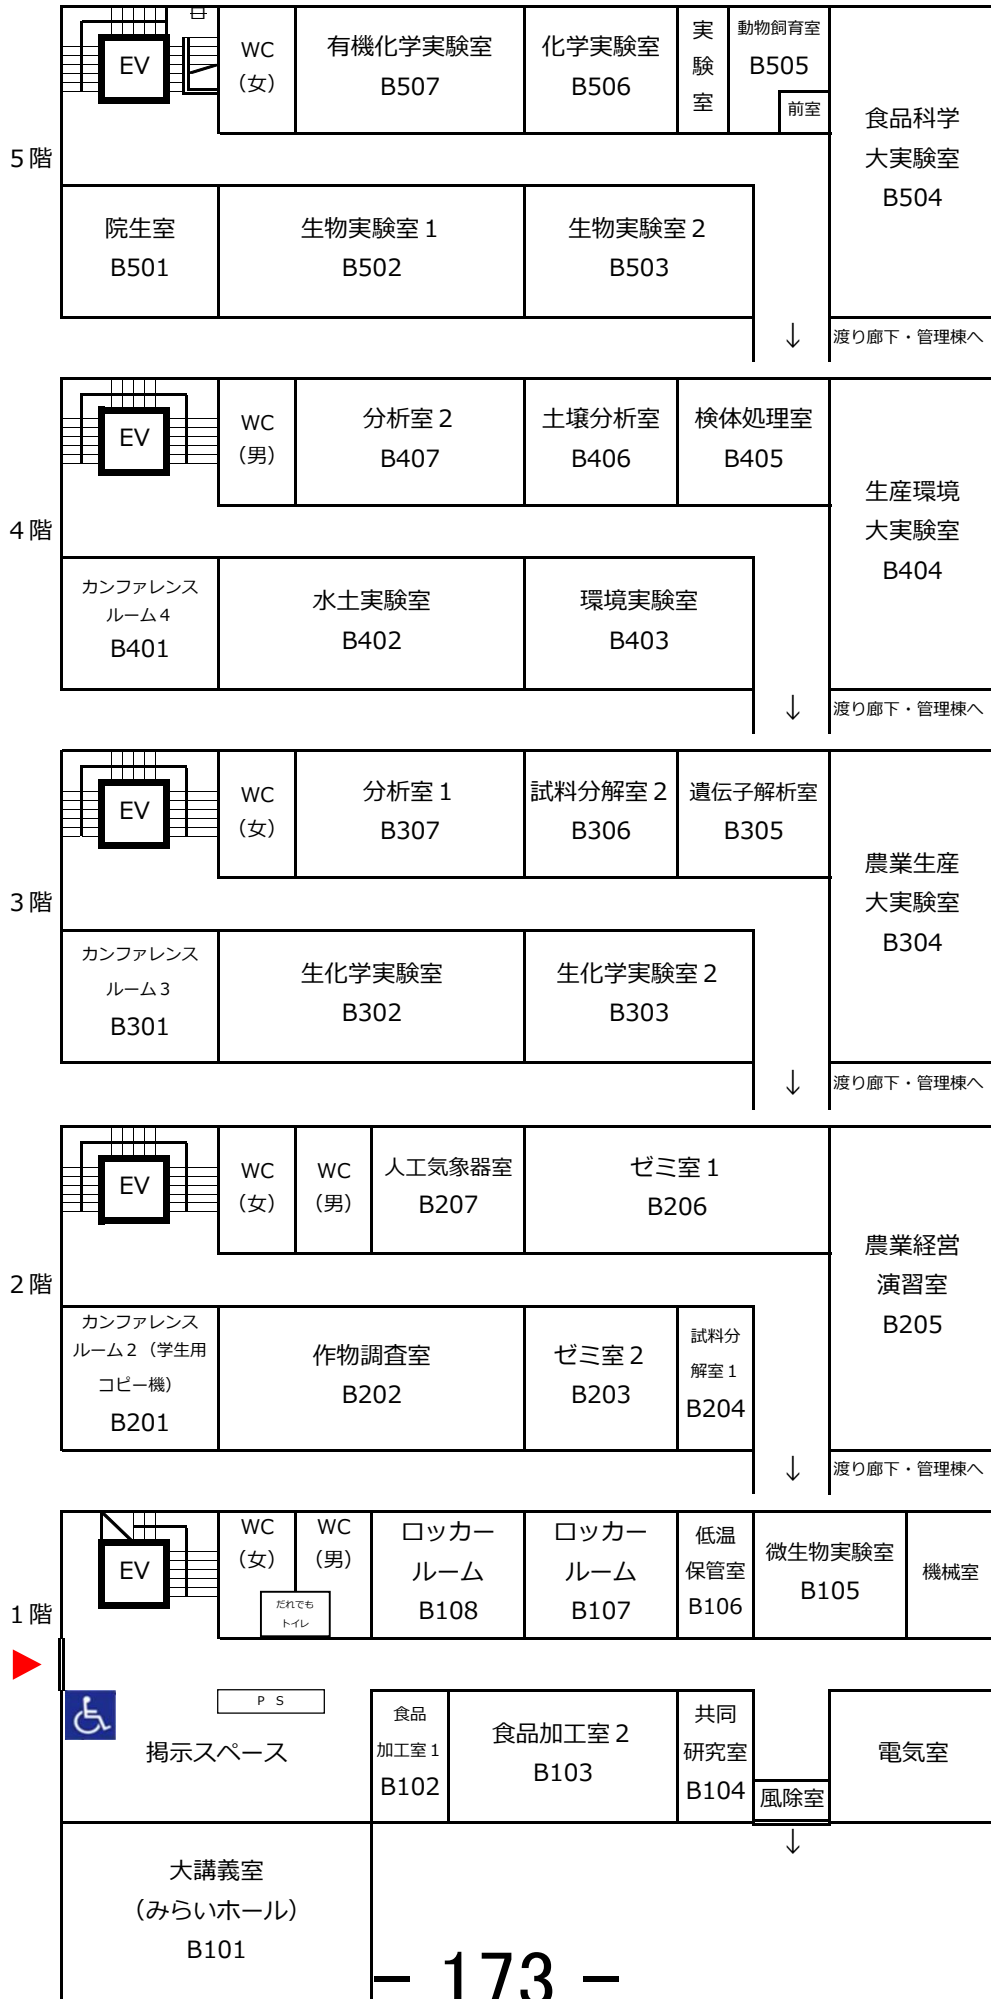 5階
EV
WC
（女）
有機化学実験室
B507
化学実験室
B506
実
験
室
動物飼育室
B505
前室
食品科学
大実験室
B504
院生室
B501
生物実験室１
B502
生物実験室２
B503
↓
渡り廊下・管理棟へ
4階
EV
WC
（男）
分析室２
B407
土壌分析室
B406
検体処理室
B405
生産環境
大実験室
B404
カンファレンス
ルーム４
B401
水土実験室
B402
環境実験室
B403
↓
渡り廊下・管理棟へ
3階
EV
WC
（女）
分析室１
B307
試料分解室２
B306
遺伝子解析室
B305
農業生産
大実験室
B304
カンファレンス
ルーム３
B301
生化学実験室
B302
生化学実験室２
B303
↓
渡り廊下・管理棟へ
2階
EV
WC
（女）
WC
（男）
人工気象器室
B207
ゼミ室１
B206
農業経営
演習室
B205
カンファレンス
ルーム２（学生用
コピー機）
B201
作物調査室
B202
ゼミ室２
B203
試料分
解室１
B204
↓
渡り廊下・管理棟へ
1階
EV
WC
（女）
WC
（男）
だれでも
トイレ
ロッカー
ルーム
B108
ロッカー
ルーム
B107
低温
保管室
B106
微生物実験室
B105
機械室
ＰＳ
掲示スペース
食品
加工室１
B102
食品加工室２
B103
共同
研究室
B104
風除室
↓
電気室
大講義室
（みらいホール）
B101
－ 173 －